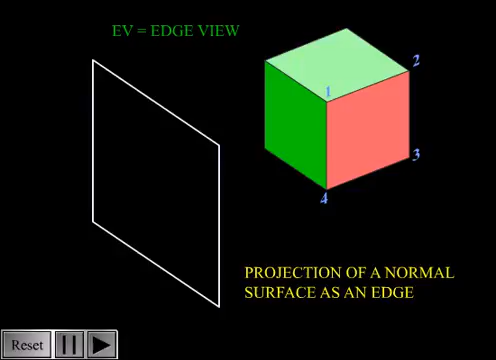 EV = EDGE VIEW
1
2
3
4
PROJECTION OF A NORMAL
SURFACE AS AN EDGE
Reset